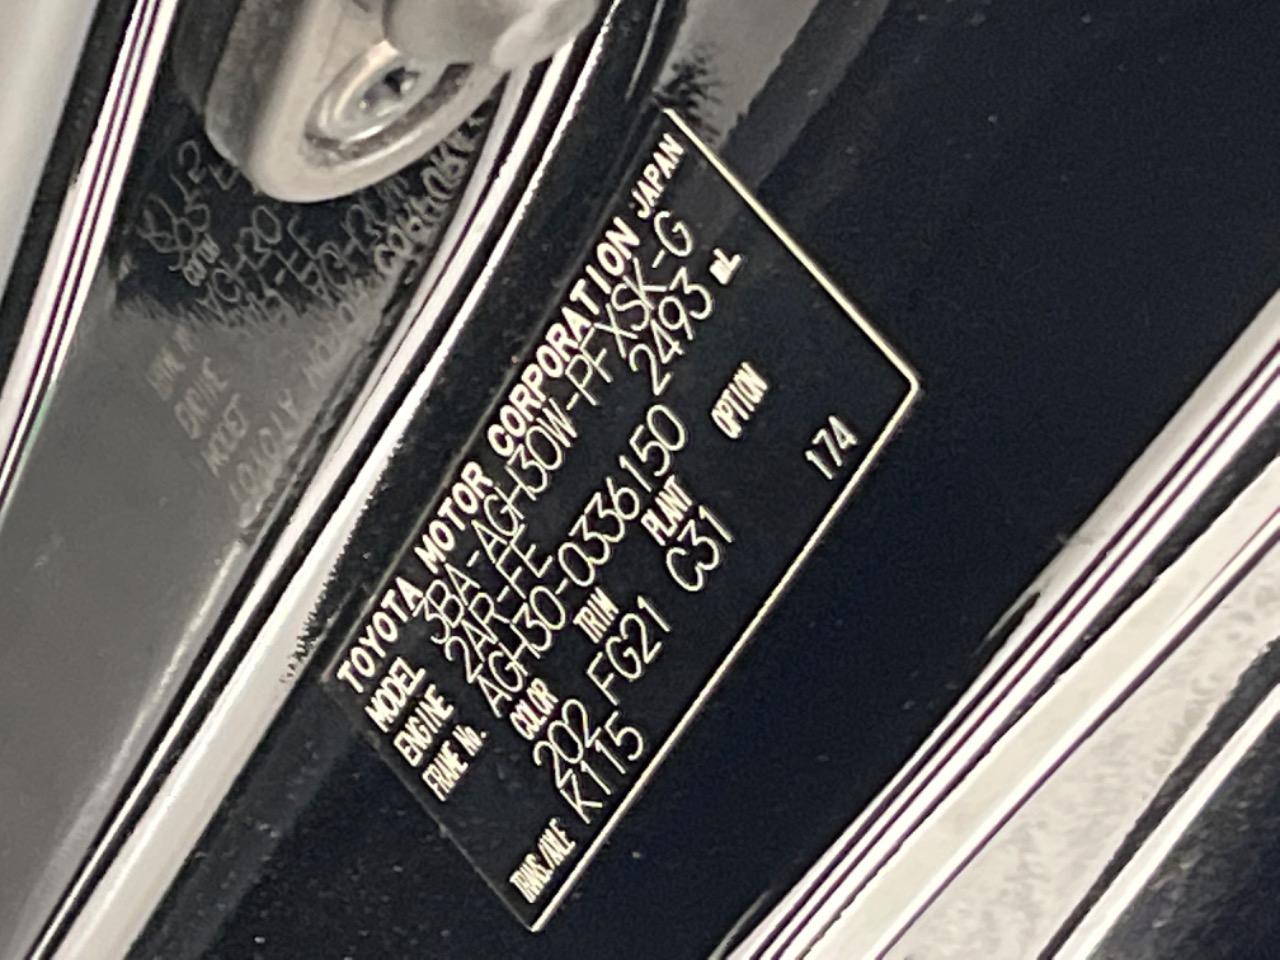 TOYOTA MOTOR CORPORATION JAPAN
MODEL 3BA-AGH30W-PFXSK-G
ENGINE 2AR-FE 2493 mL
FRAME No. AGH30-0336150
COLOR TRIM PLANT OPTION
202 FG21 C31 174
TRANS./AXLE K115